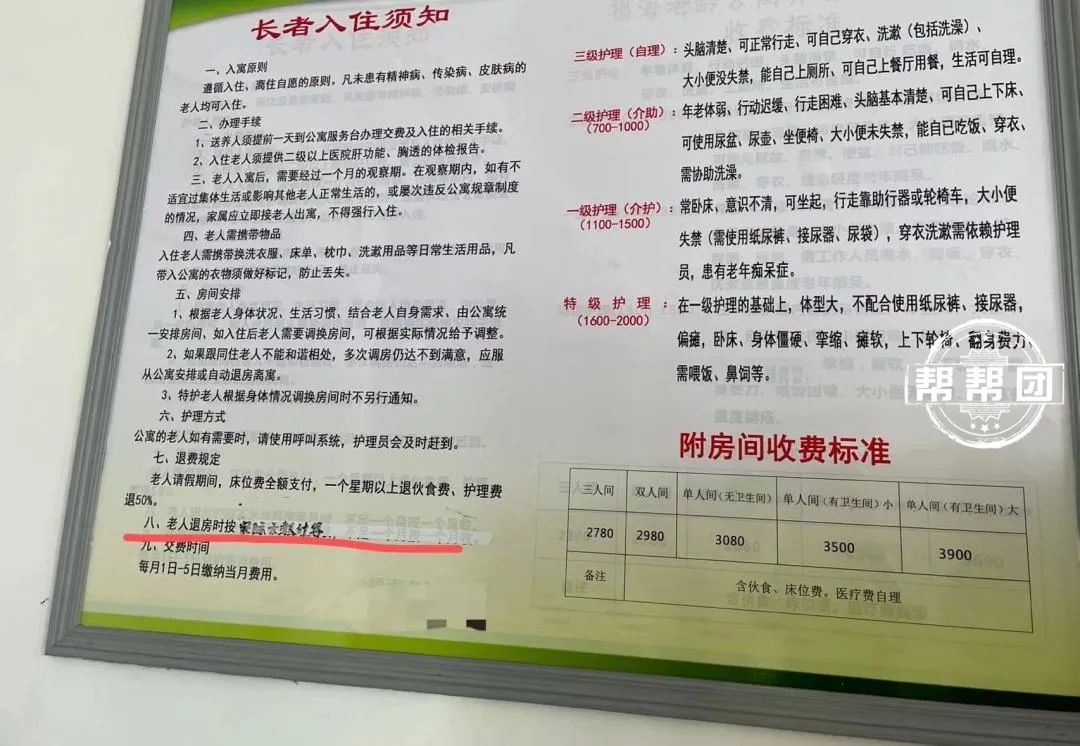 长者入住须知
一、入寓原则
遵循入住、离住自愿的原则。凡未患有精神病、传染病、皮肤病的
老人均可入住。
二、办理手续
1、送养人须提前一天到公寓服务台办理交费及入住的相关手续。
2、入住老人须提供二级以上医院肝功能、胸透的体检报告。
三、老人入寓后，需要经过一个月的观察期。在观察期内，如有不
适宜过集体生活或影响其他老人正常生活的，或屡次违反公寓规章制度
的情况，家属应立即接老人出寓，不得强行入住。
四、老人需携带物品
入住老人需携带换洗衣服、床单、枕巾、洗漱用品等日常生活用品，凡
带入公寓的衣物须做好标记，防止丢失。
五、房间安排
1、根据老人身体状况、生活习惯、结合老人自身需求、由公寓统
一安排房间、如入住后老人需要调换房间，可根据实际情况给予调整。
2、如果跟同住老人不能和谐相处，多次调房仍达不到满意，应服
从公寓安排或自动退房离寓。
3、特护老人根据身体情况调换房间时不另行通知。
六、护理方式
公寓的老人如有需要时，请使用呼叫系统，护理员会及时赶到。
七、退费规定
老人请假期间，床位费全额支付，一个星期以上退伙食费、护理费
退50%。
八、老人退房时按实际天数计算
九、交费时间
每月1日-5日缴纳当月费用。
收费标准
三级护理（自理）：头脑清楚、可正常行走、可自己穿衣、洗漱（包括洗澡）、
大小便没失禁，能自己上厕所、可自己上餐厅用餐，生活可自理。
二级护理（介助）：年老体弱、行动迟缓、行走困难、头脑基本清楚、可自己上下床、
（700-1000）
可使用尿盆、尿壶、坐便椅、大小便未失禁，能自己吃饭、穿衣、
需协助洗澡。
一级护理（介护）：常卧床、意识不清，可坐起，行走靠助行器或轮椅车，大小便
（1100-1500）
失禁（需使用纸尿裤、接尿器、尿袋），穿衣洗漱需依赖护理
员，患有老年痴呆症。
特级护理：在一级护理的基础上，体型大，不配合使用纸尿裤、接尿器，
（1600-2000）
偏瘫，卧床、身体僵硬、挛缩、瘫软，上下轮椅、翻身费力、
需喂饭、鼻饲等。
帮帮团
附房间收费标准
三人间 双人间 单人间（无卫生间） 单人间（有卫生间）小 单人间（有卫生间）大
2780 2980 3080 3500 3900
备注 含伙食、床位费。医疗费自理